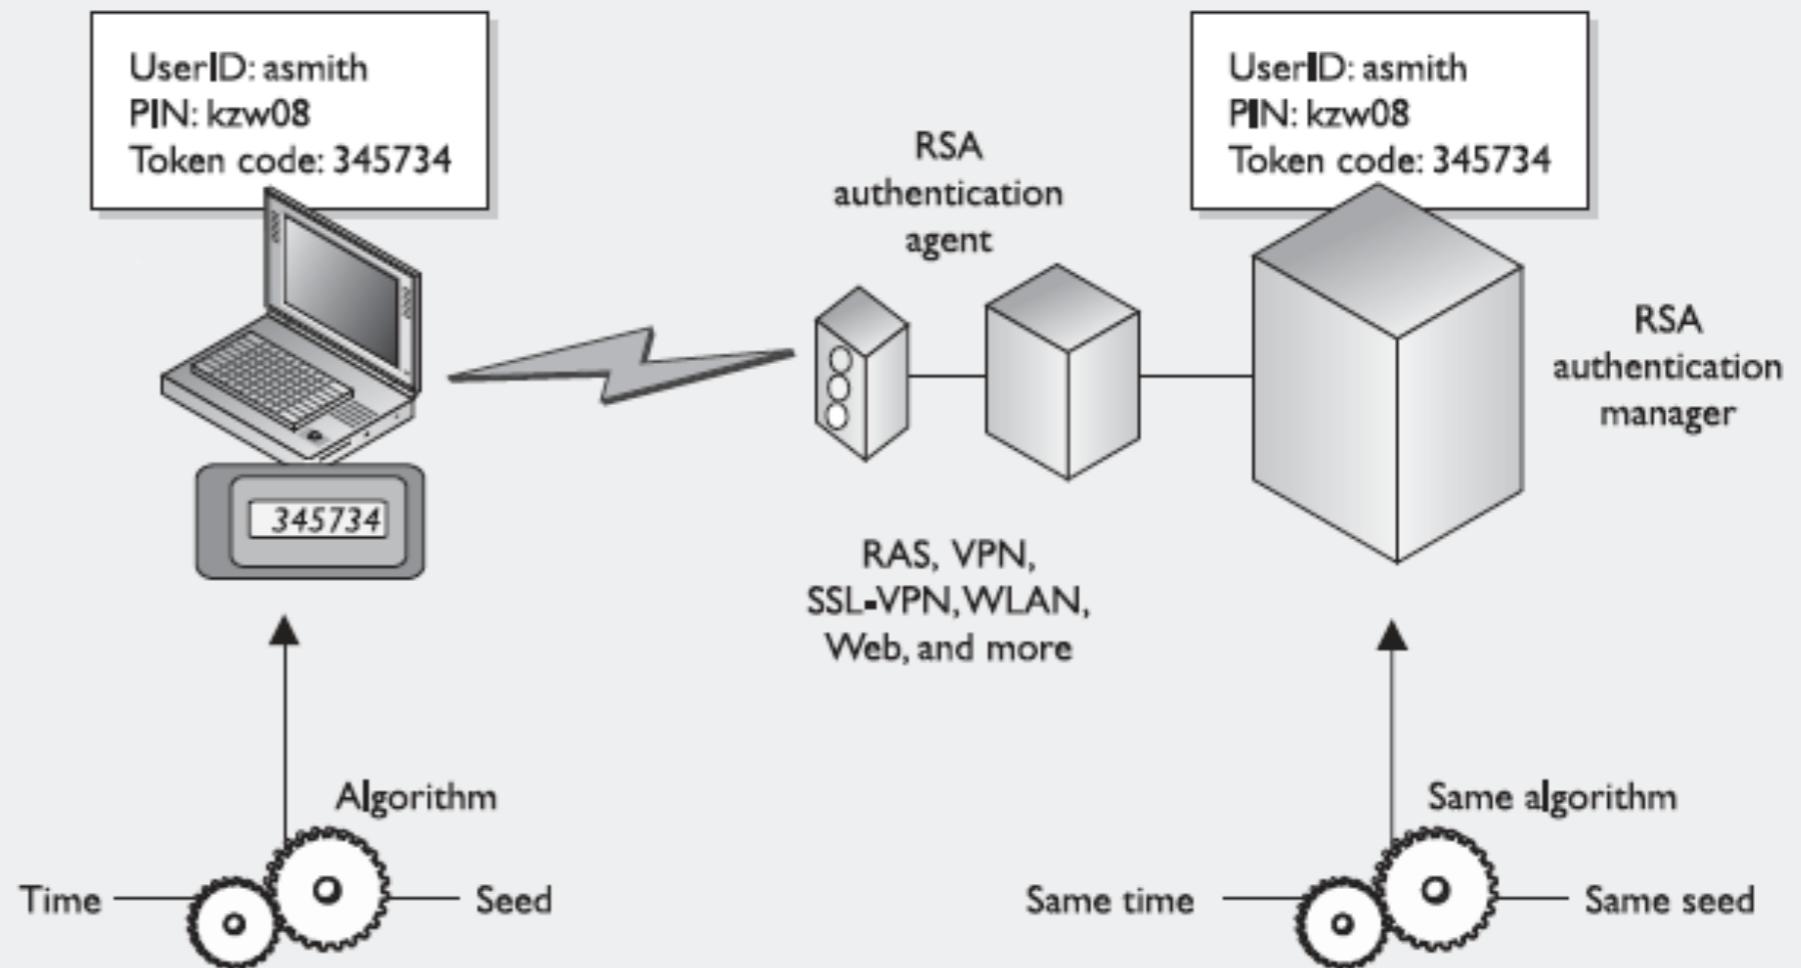 UserID: asmith
PIN: kzw08
Token code: 345734
UserID: asmith
PIN: kzw08
Token code: 345734
RSA
authentication
agent
RSA
authentication
manager
345734
RAS, VPN,
SSL-VPN, WLAN,
Web, and more
Algorithm
Time
Seed
Same algorithm
Same time
Same seed